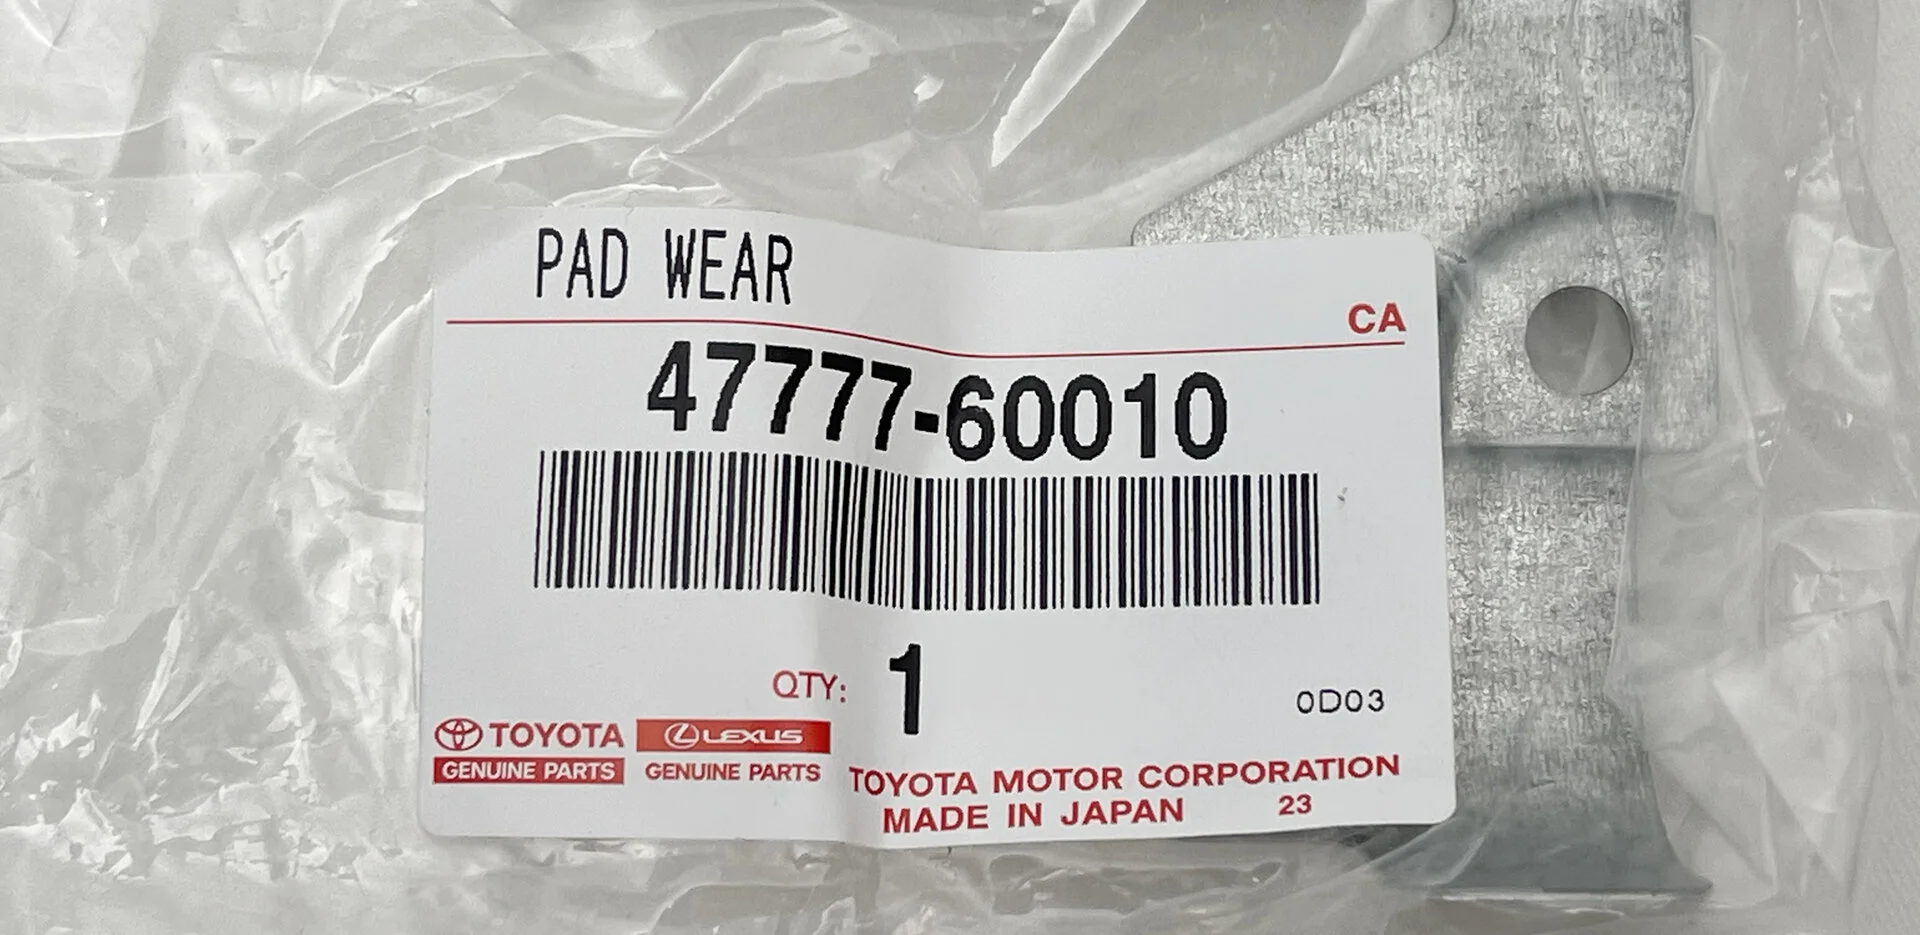 PAD WEAR
CA
47777-60010
QTY: 1
0D03
TOYOTA LEXUS
GENUINE PARTS GENUINE PARTS
TOYOTA MOTOR CORPORATION
MADE IN JAPAN 23